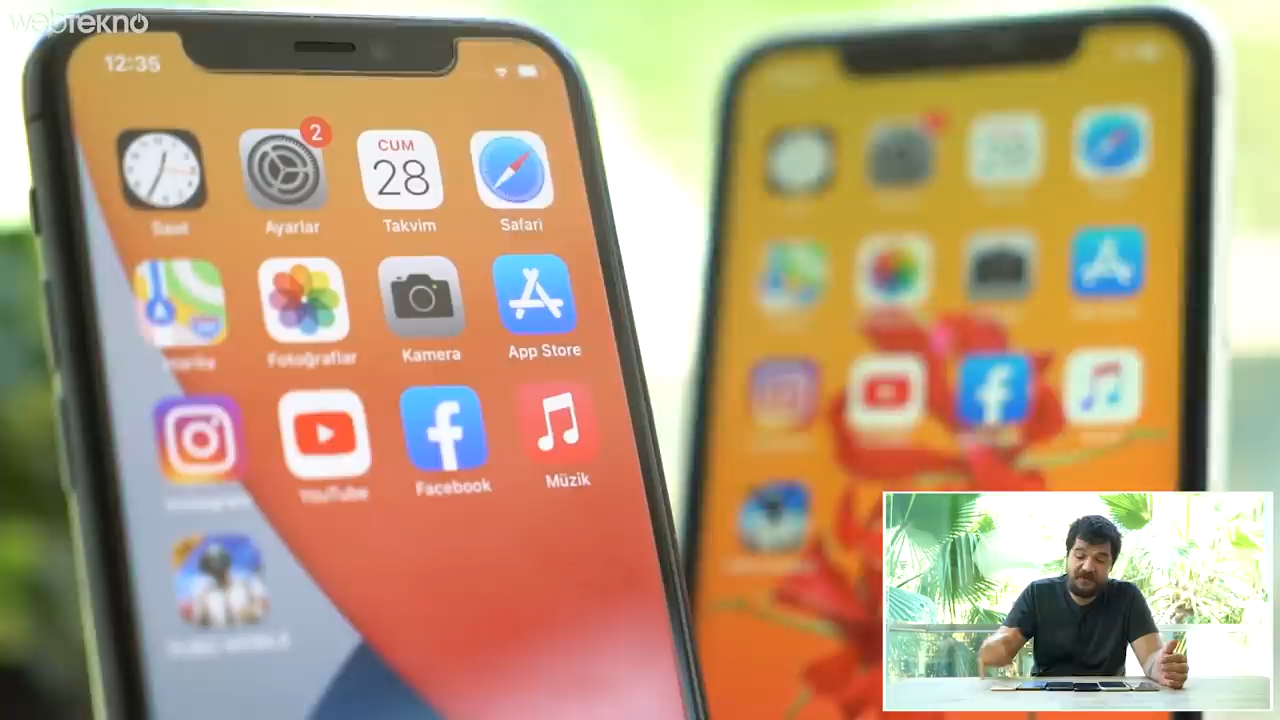 webtekno
12:35
2
CUM
28
Saat
Ayarlar
Takvim
Safari
Fotoğraflar
Kamera
App Store
YouTube
Facebook
Müzik